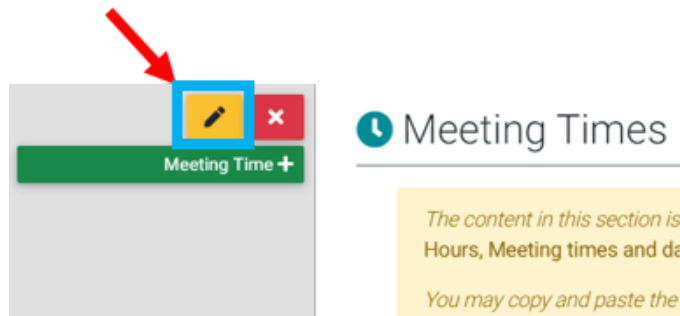 Meeting Time
Meeting Times
The content in this section is
Hours, Meeting times and da
You may copy and paste the